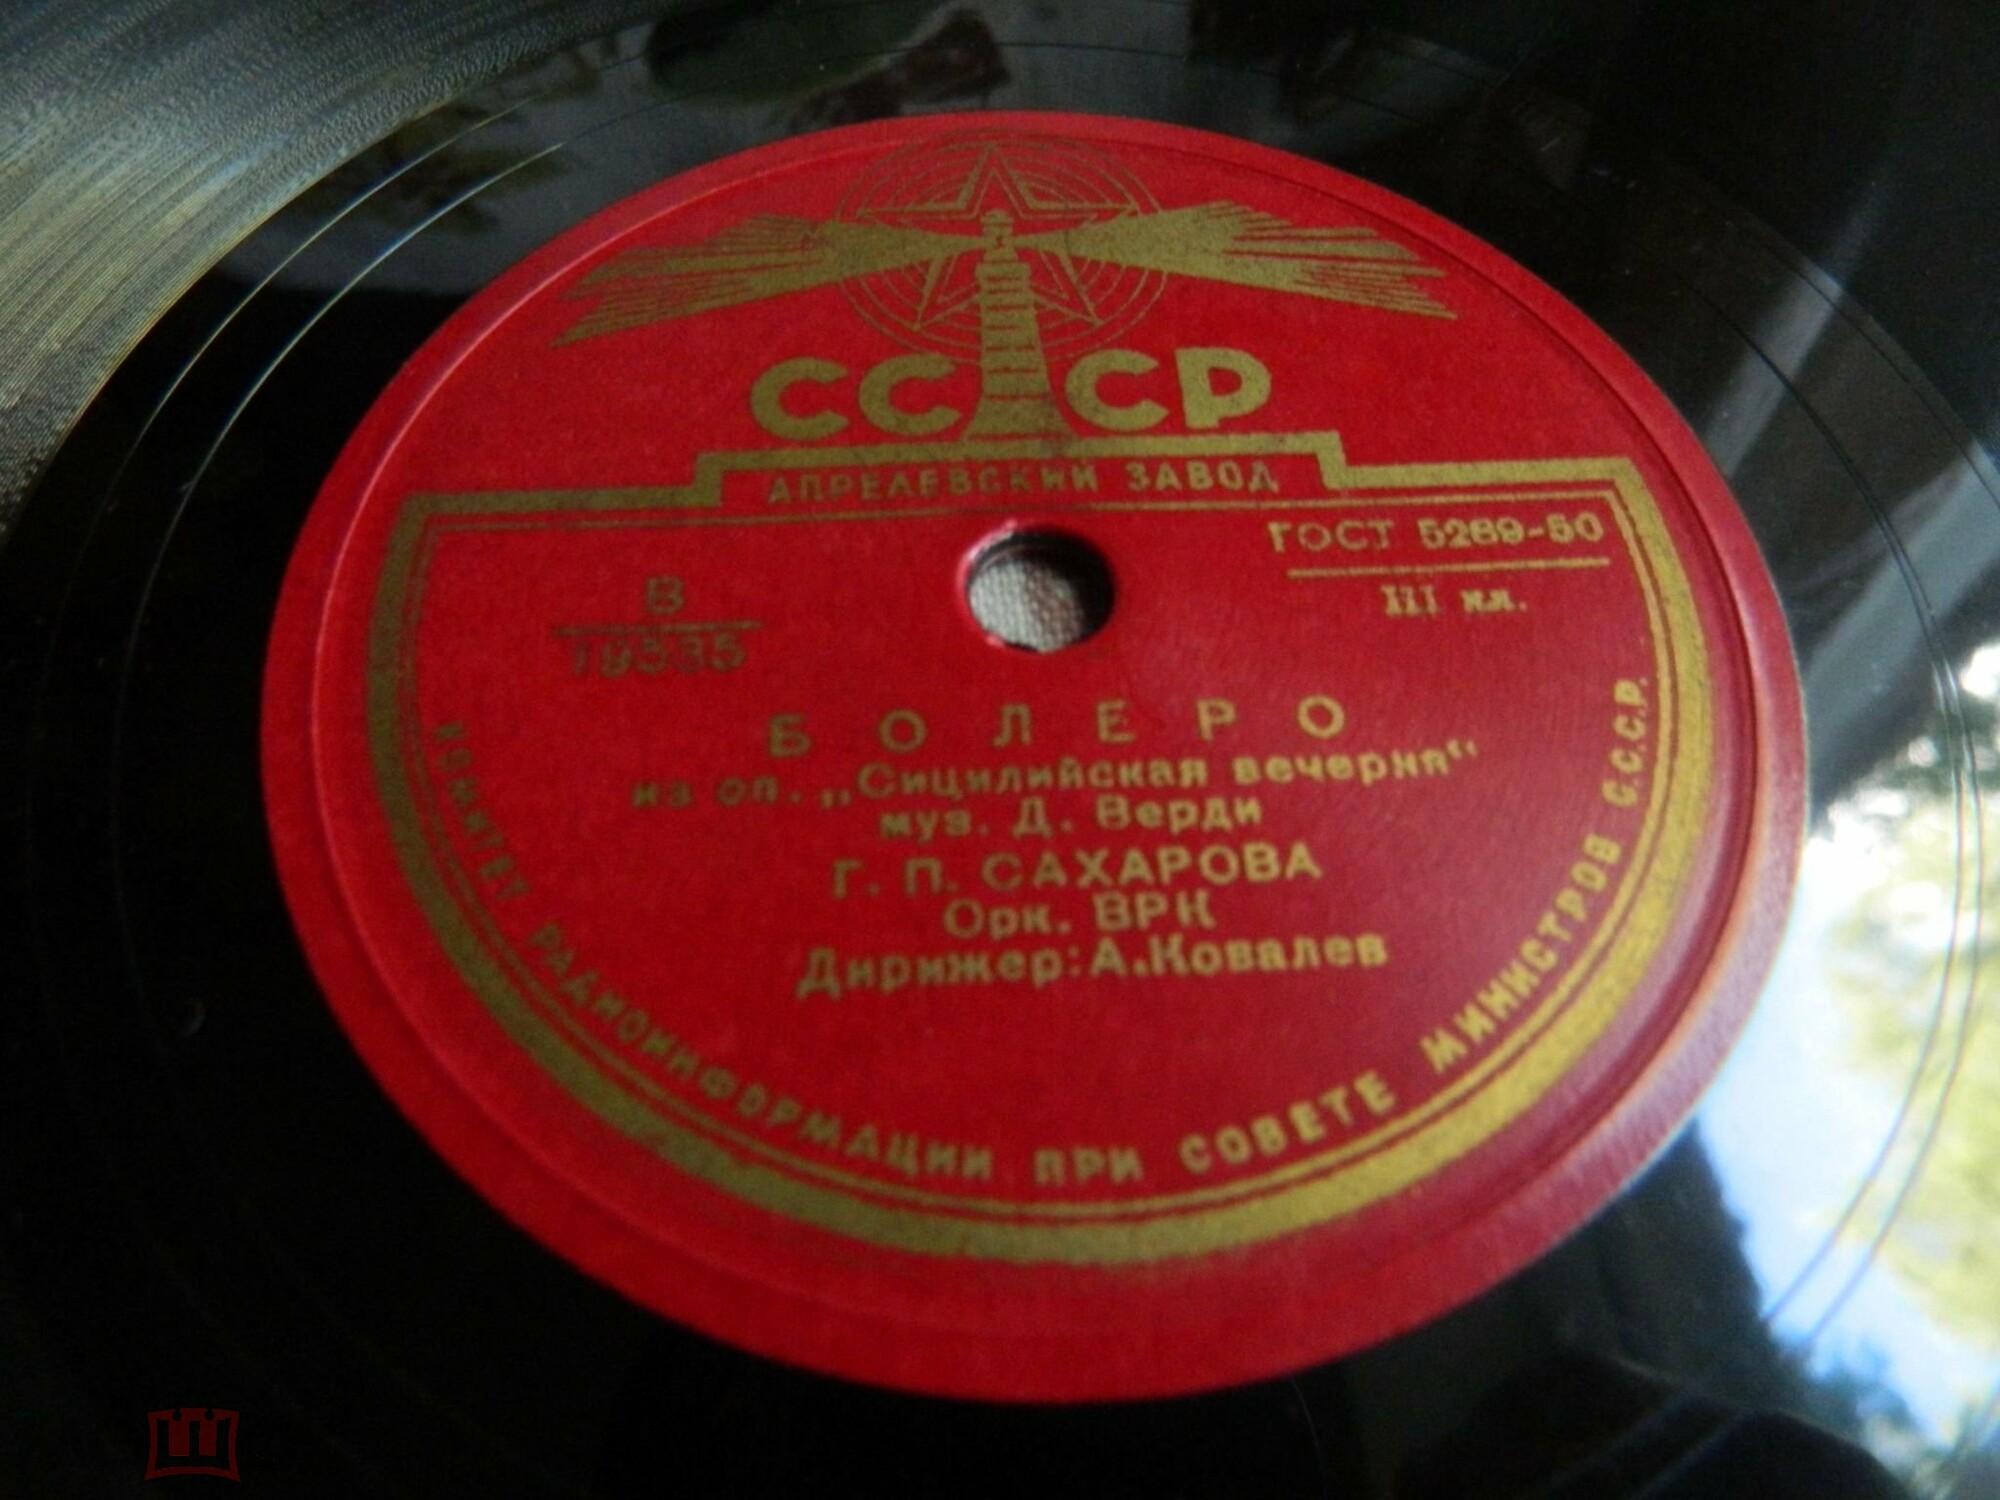 СССР
АПРЕЛЕВСКИЙ ЗАВОД
ГОСТ 5289-50
III кл.
В
19535
БОЛЕРО
из оп. „Сицилийская вечерня“
муз. Д. Верди
Г. П. САХАРОВА
Орк. ВРК
Дирижер: А. Ковалев
КОМИТЕТ РАДИОИНФОРМАЦИИ ПРИ СОВЕТЕ МИНИСТРОВ С.С.С.Р.